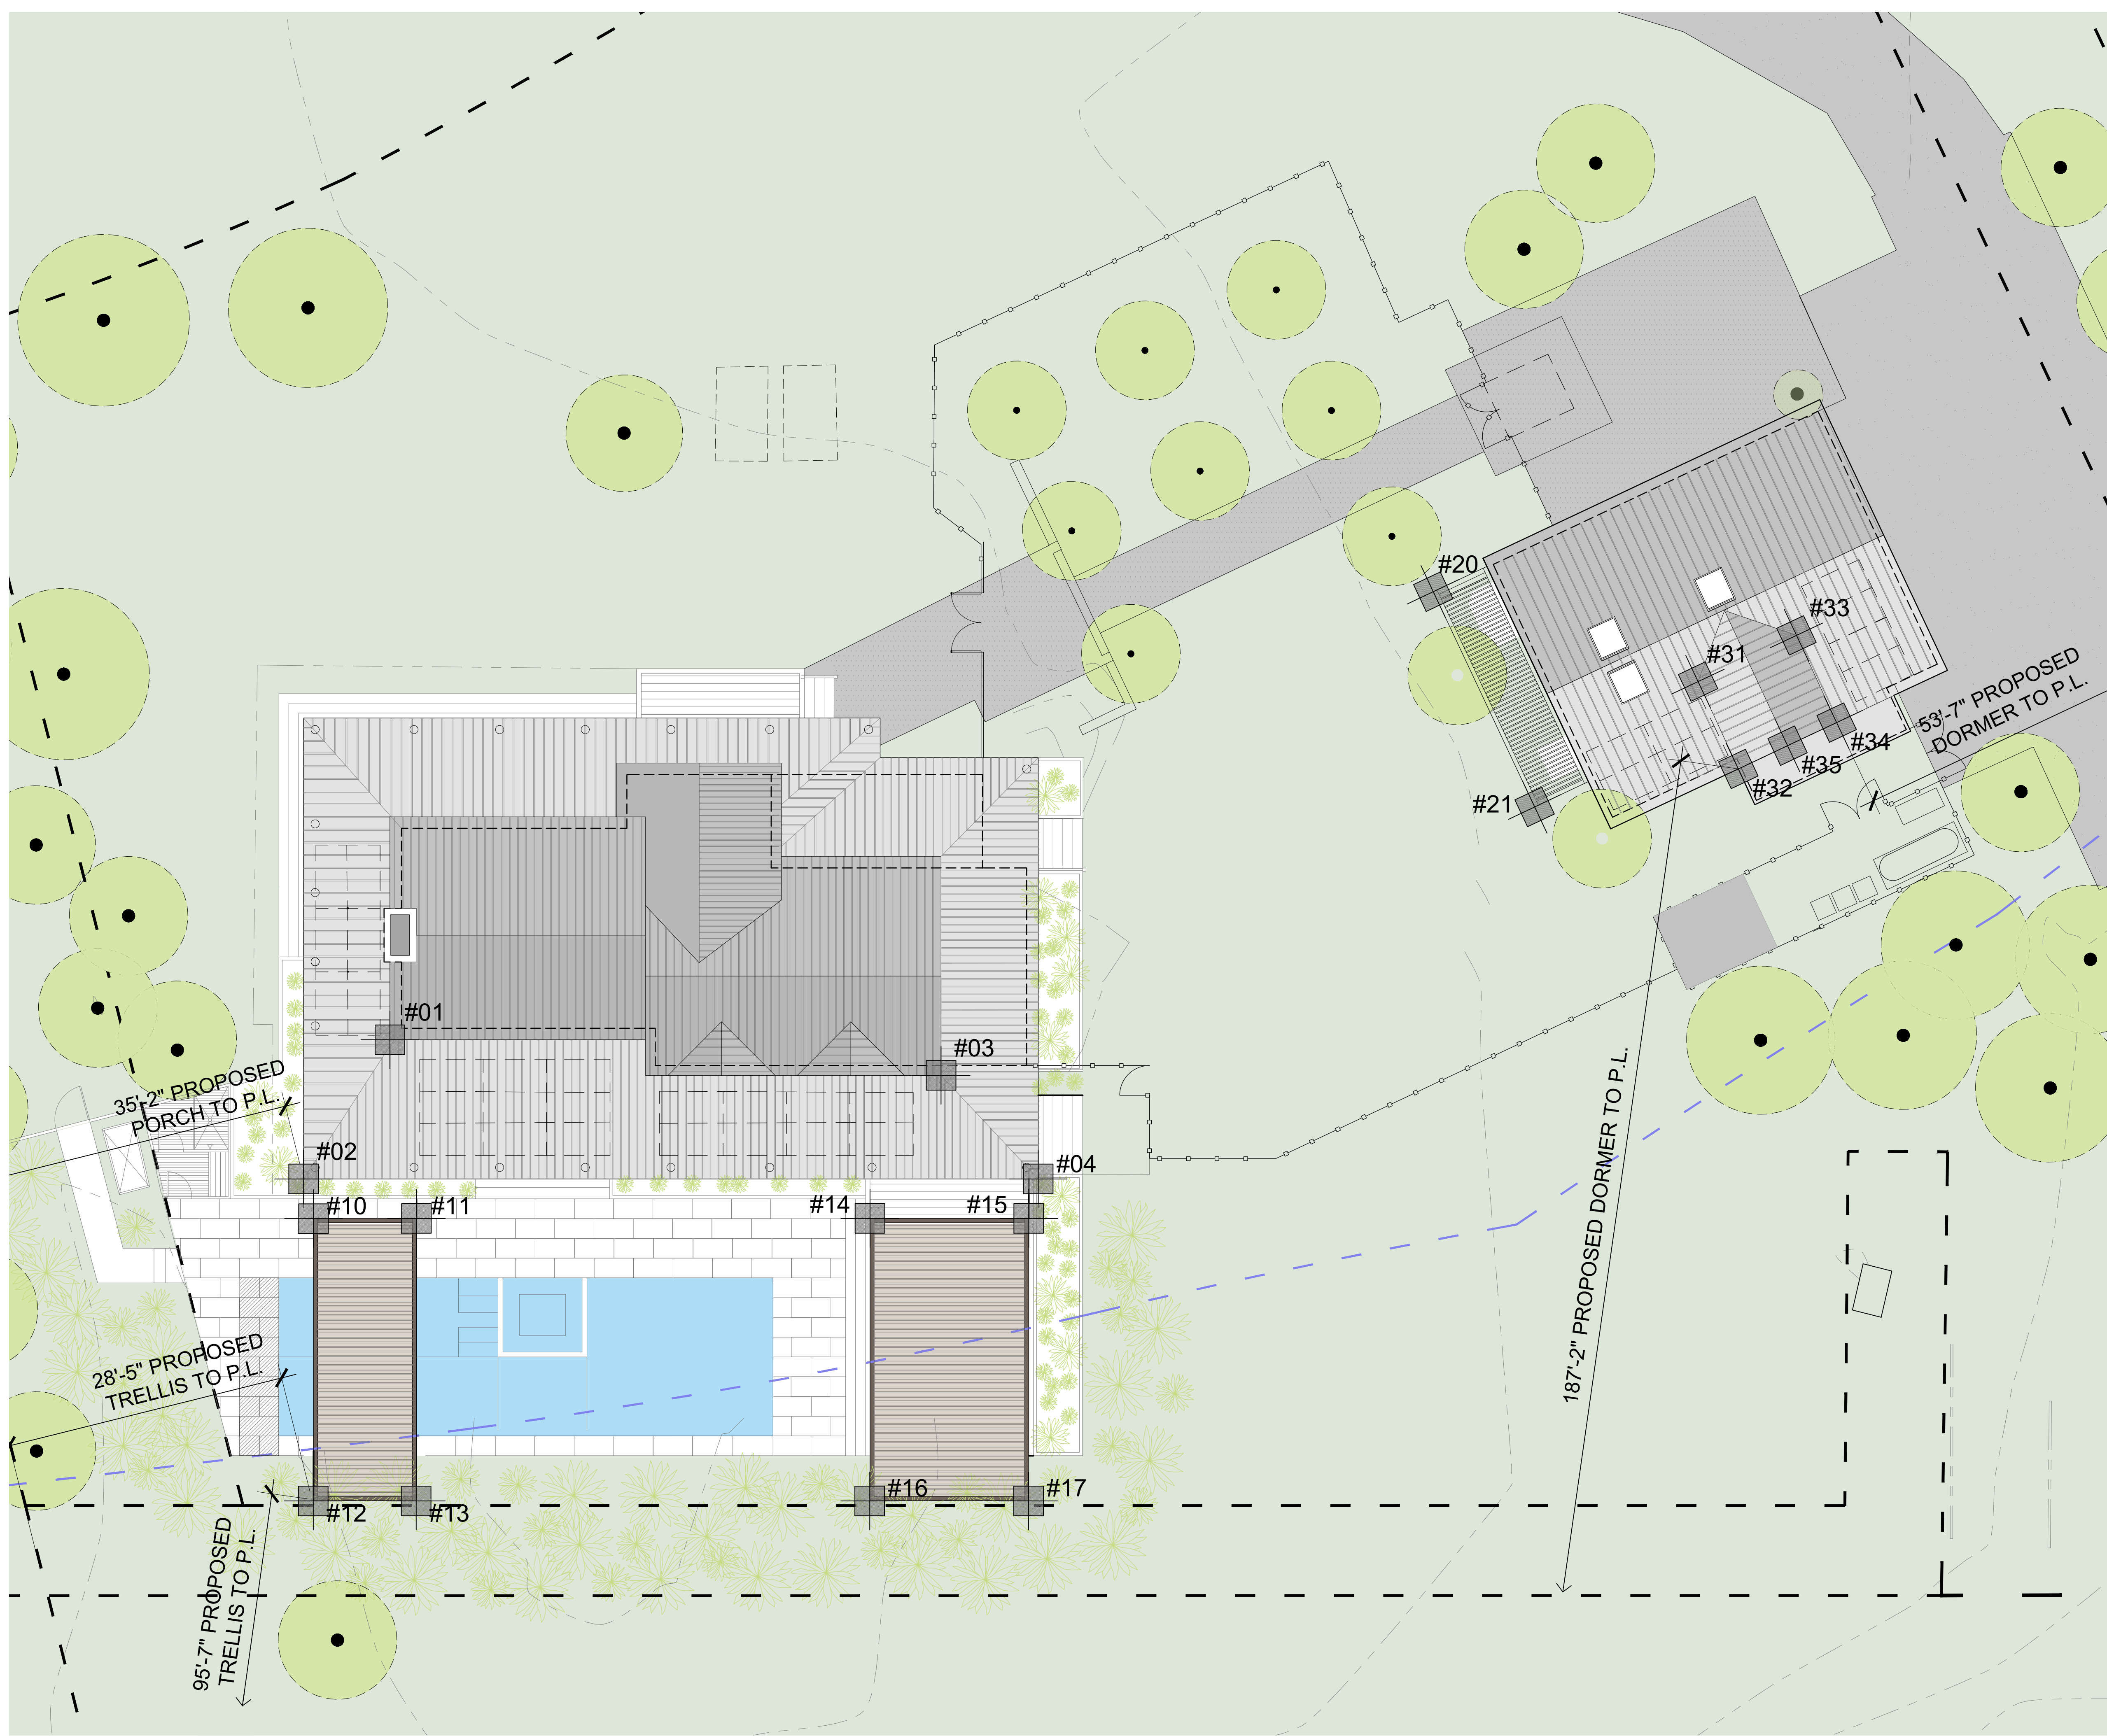 #20
#33
#31
53'-7" PROPOSED
DORMER TO P.L.
#34
#35
#32
#21
#01
#03
35'-2" PROPOSED
PORCH TO P.L.
#02
#04
#10
#11
#14
#15
187'-2" PROPOSED DORMER TO P.L.
28'-5" PROPOSED
TRELLIS TO P.L.
#12
#13
#16
#17
95'-7" PROPOSED
TRELLIS TO P.L.